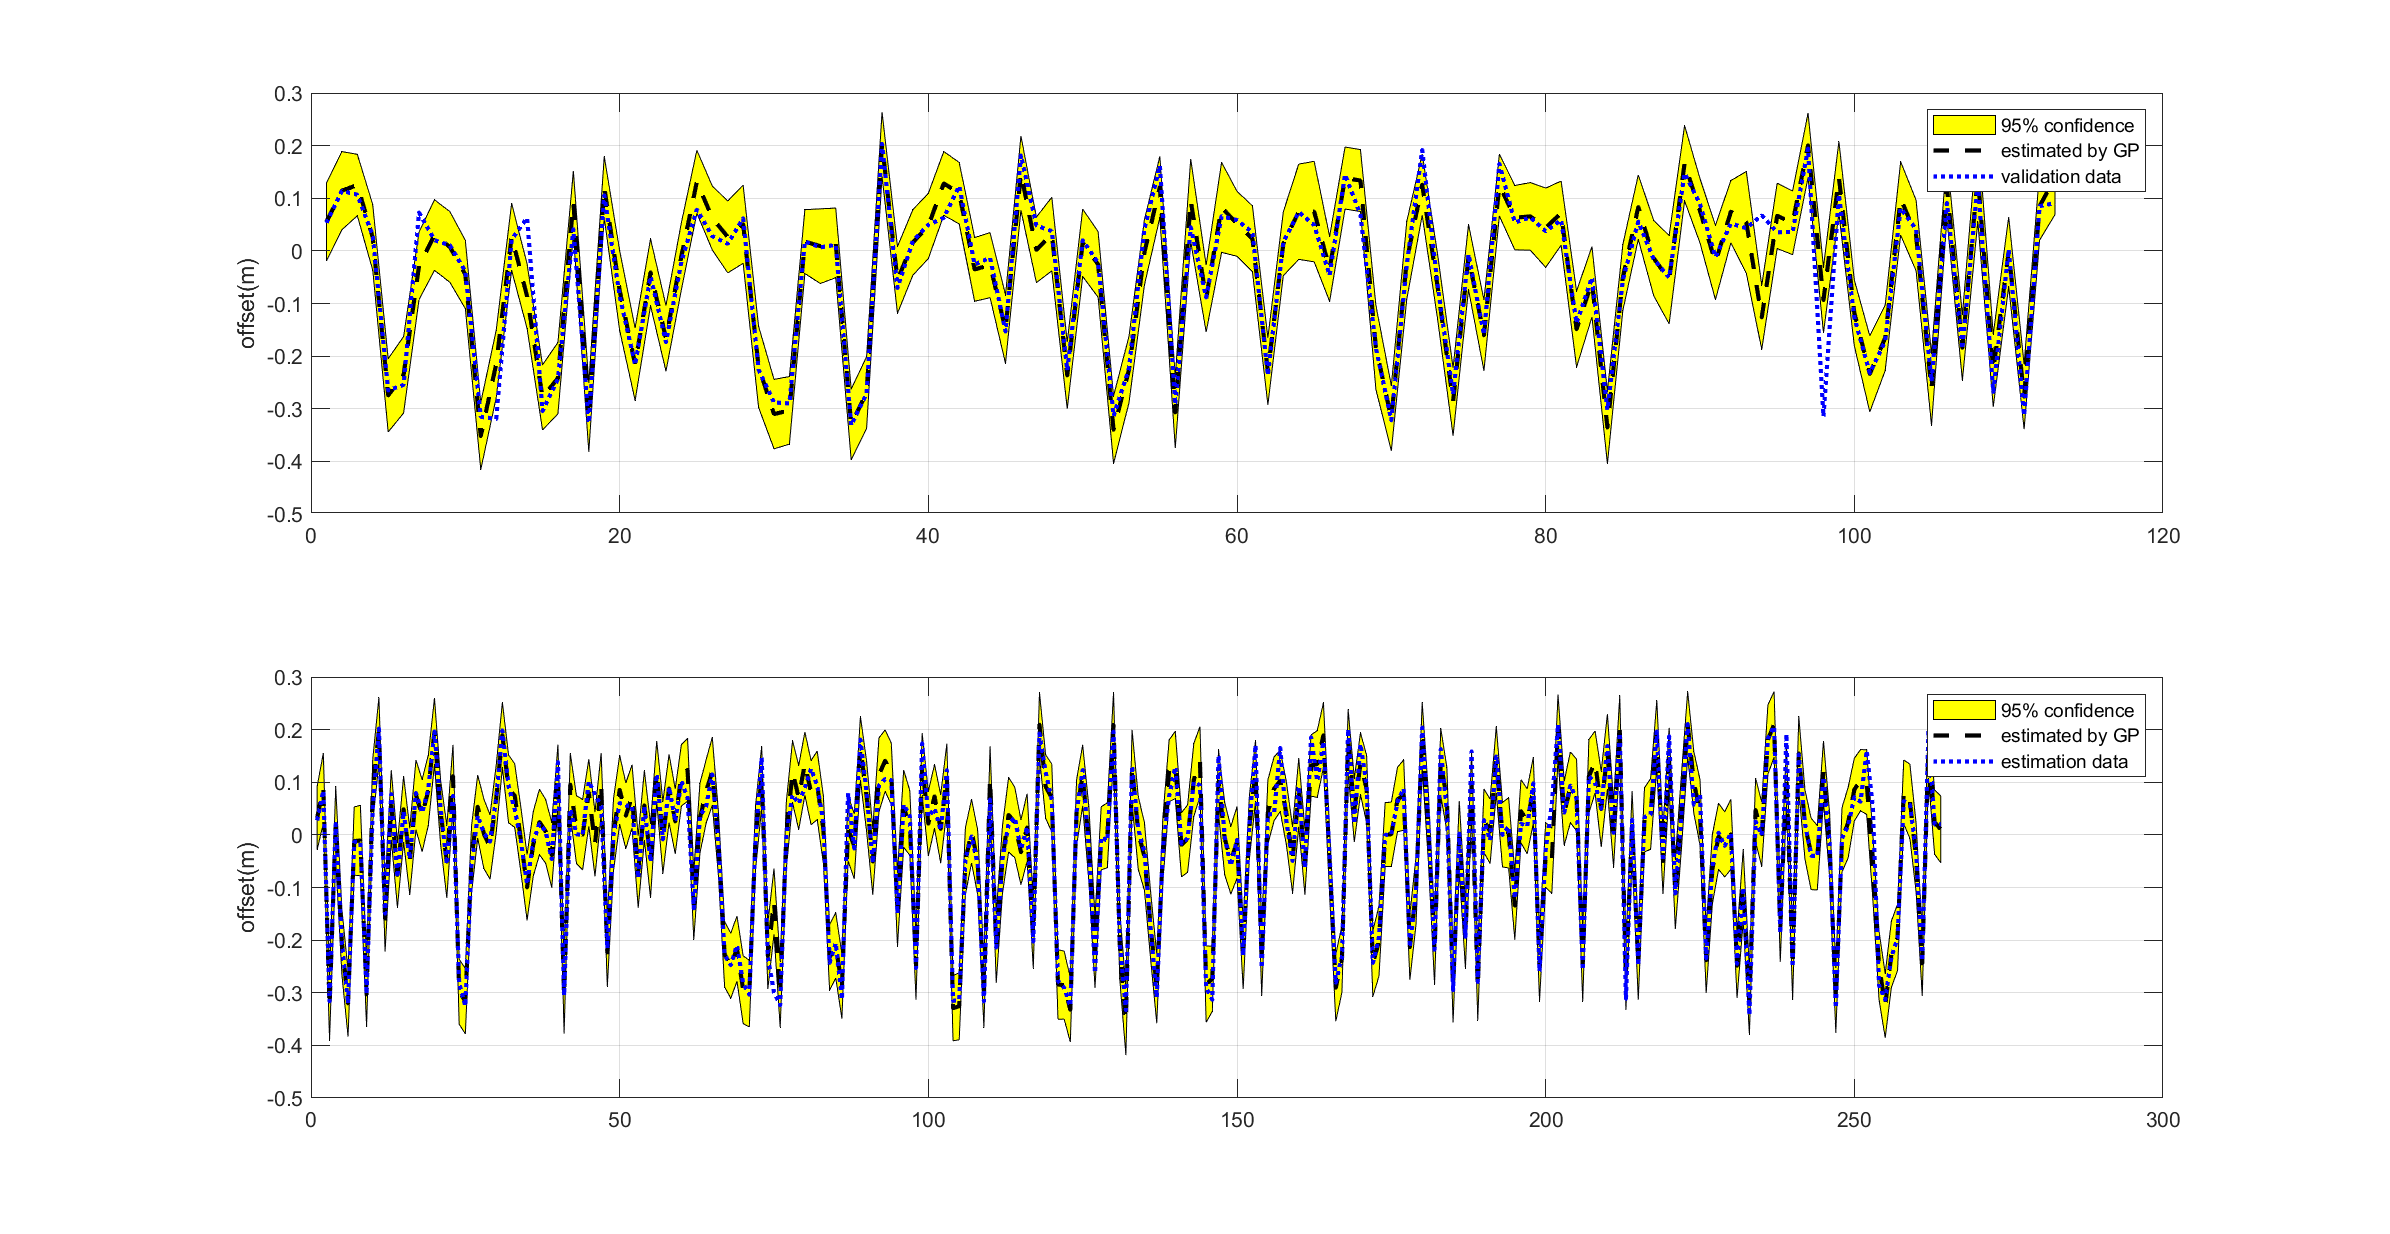 0.3
0.2
0.1
0
-0.1
-0.2
-0.3
-0.4
-0.5
offset(m)
0 20 40 60 80 100 120
95% confidence
estimated by GP
validation data
0.3
0.2
0.1
0
-0.1
-0.2
-0.3
-0.4
-0.5
offset(m)
0 50 100 150 200 250 300
95% confidence
estimated by GP
estimation data